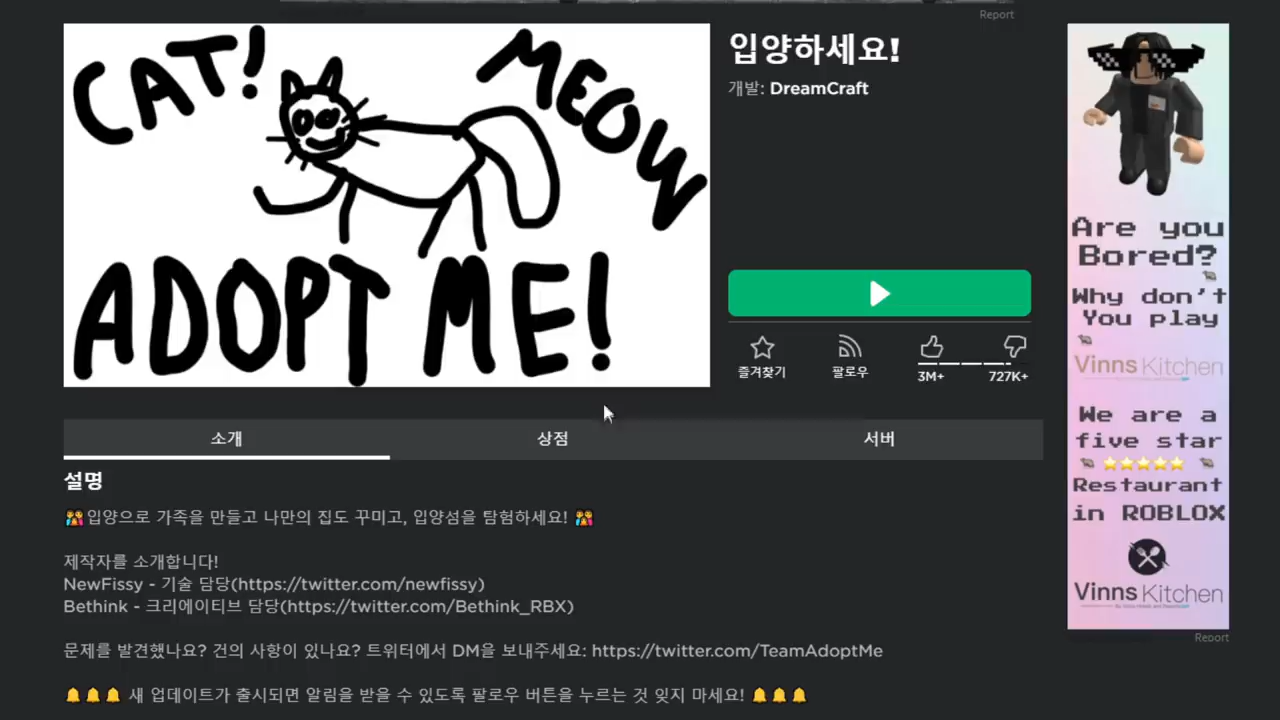 Report
CAT!
MEOW
ADOPT ME!
입양하세요!
개발: DreamCraft
즐겨찾기
팔로우
3M+
727K+
소개
상점
서버
설명
👨‍👩‍👧입양으로 가족을 만들고 나만의 집도 꾸미고, 입양섬을 탐험하세요! 👨‍👩‍👧
제작자를 소개합니다!
NewFissy - 기술 담당(https://twitter.com/newfissy)
Bethink - 크리에이티브 담당(https://twitter.com/Bethink_RBX)
문제를 발견했나요? 건의 사항이 있나요? 트위터에서 DM을 보내주세요: https://twitter.com/TeamAdoptMe
🔔🔔🔔 새 업데이트가 출시되면 알림을 받을 수 있도록 팔로우 버튼을 누르는 것 잊지 마세요! 🔔🔔🔔
Are you
Bored?
Why don't
You play
Vinns Kitchen
We are a
five star
⭐⭐⭐⭐⭐
Restaurant
in ROBLOX
Vinns Kitchen
Report